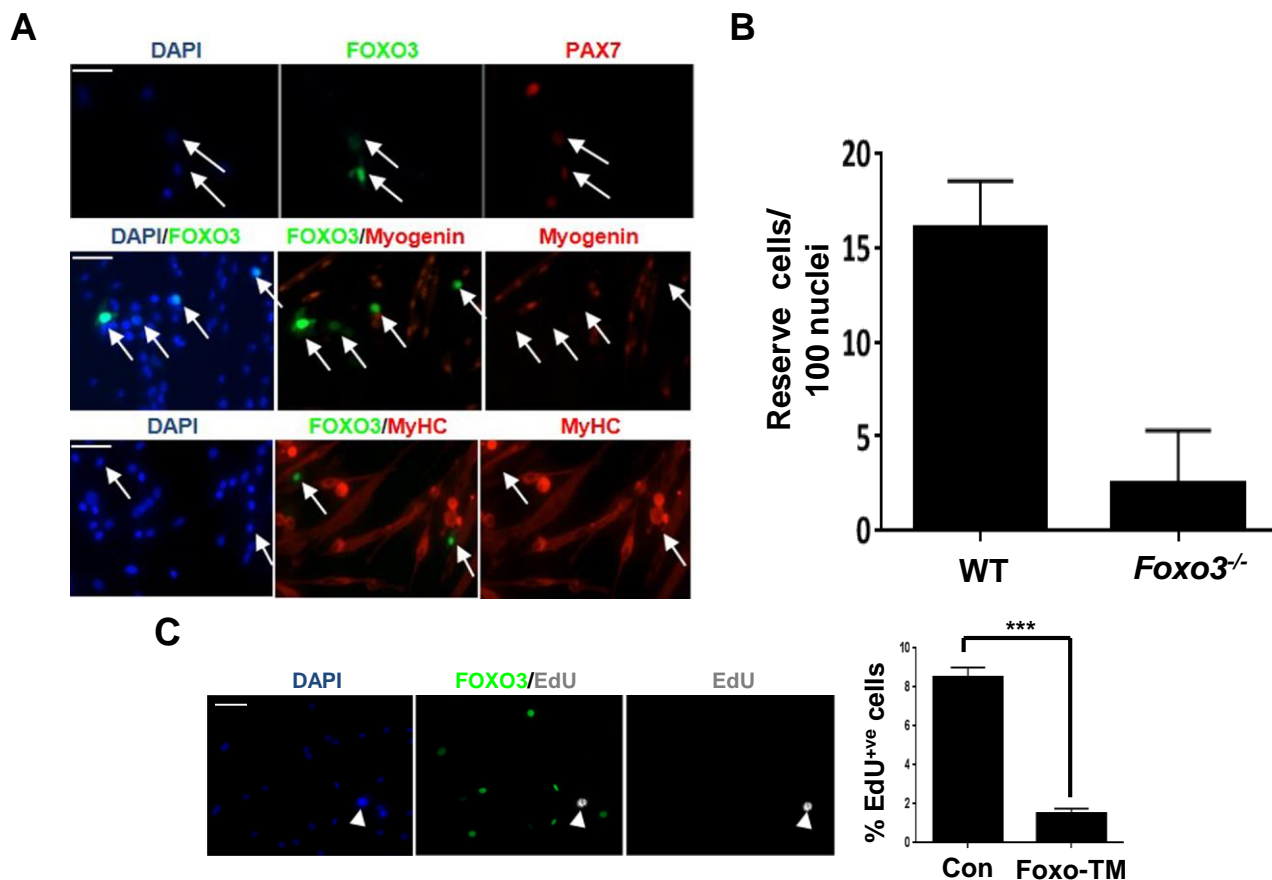 A
DAPI FOXO3 PAX7
DAPI/FOXO3 FOXO3/Myogenin Myogenin
DAPI FOXO3/MyHC MyHC
B
Reserve cells/
100 nuclei
20
15
10
5
0
WT Foxo3-/-
C
DAPI FOXO3/EdU EdU
% EdU+ve cells
10
8
6
4
2
0
***
Con Foxo-TM